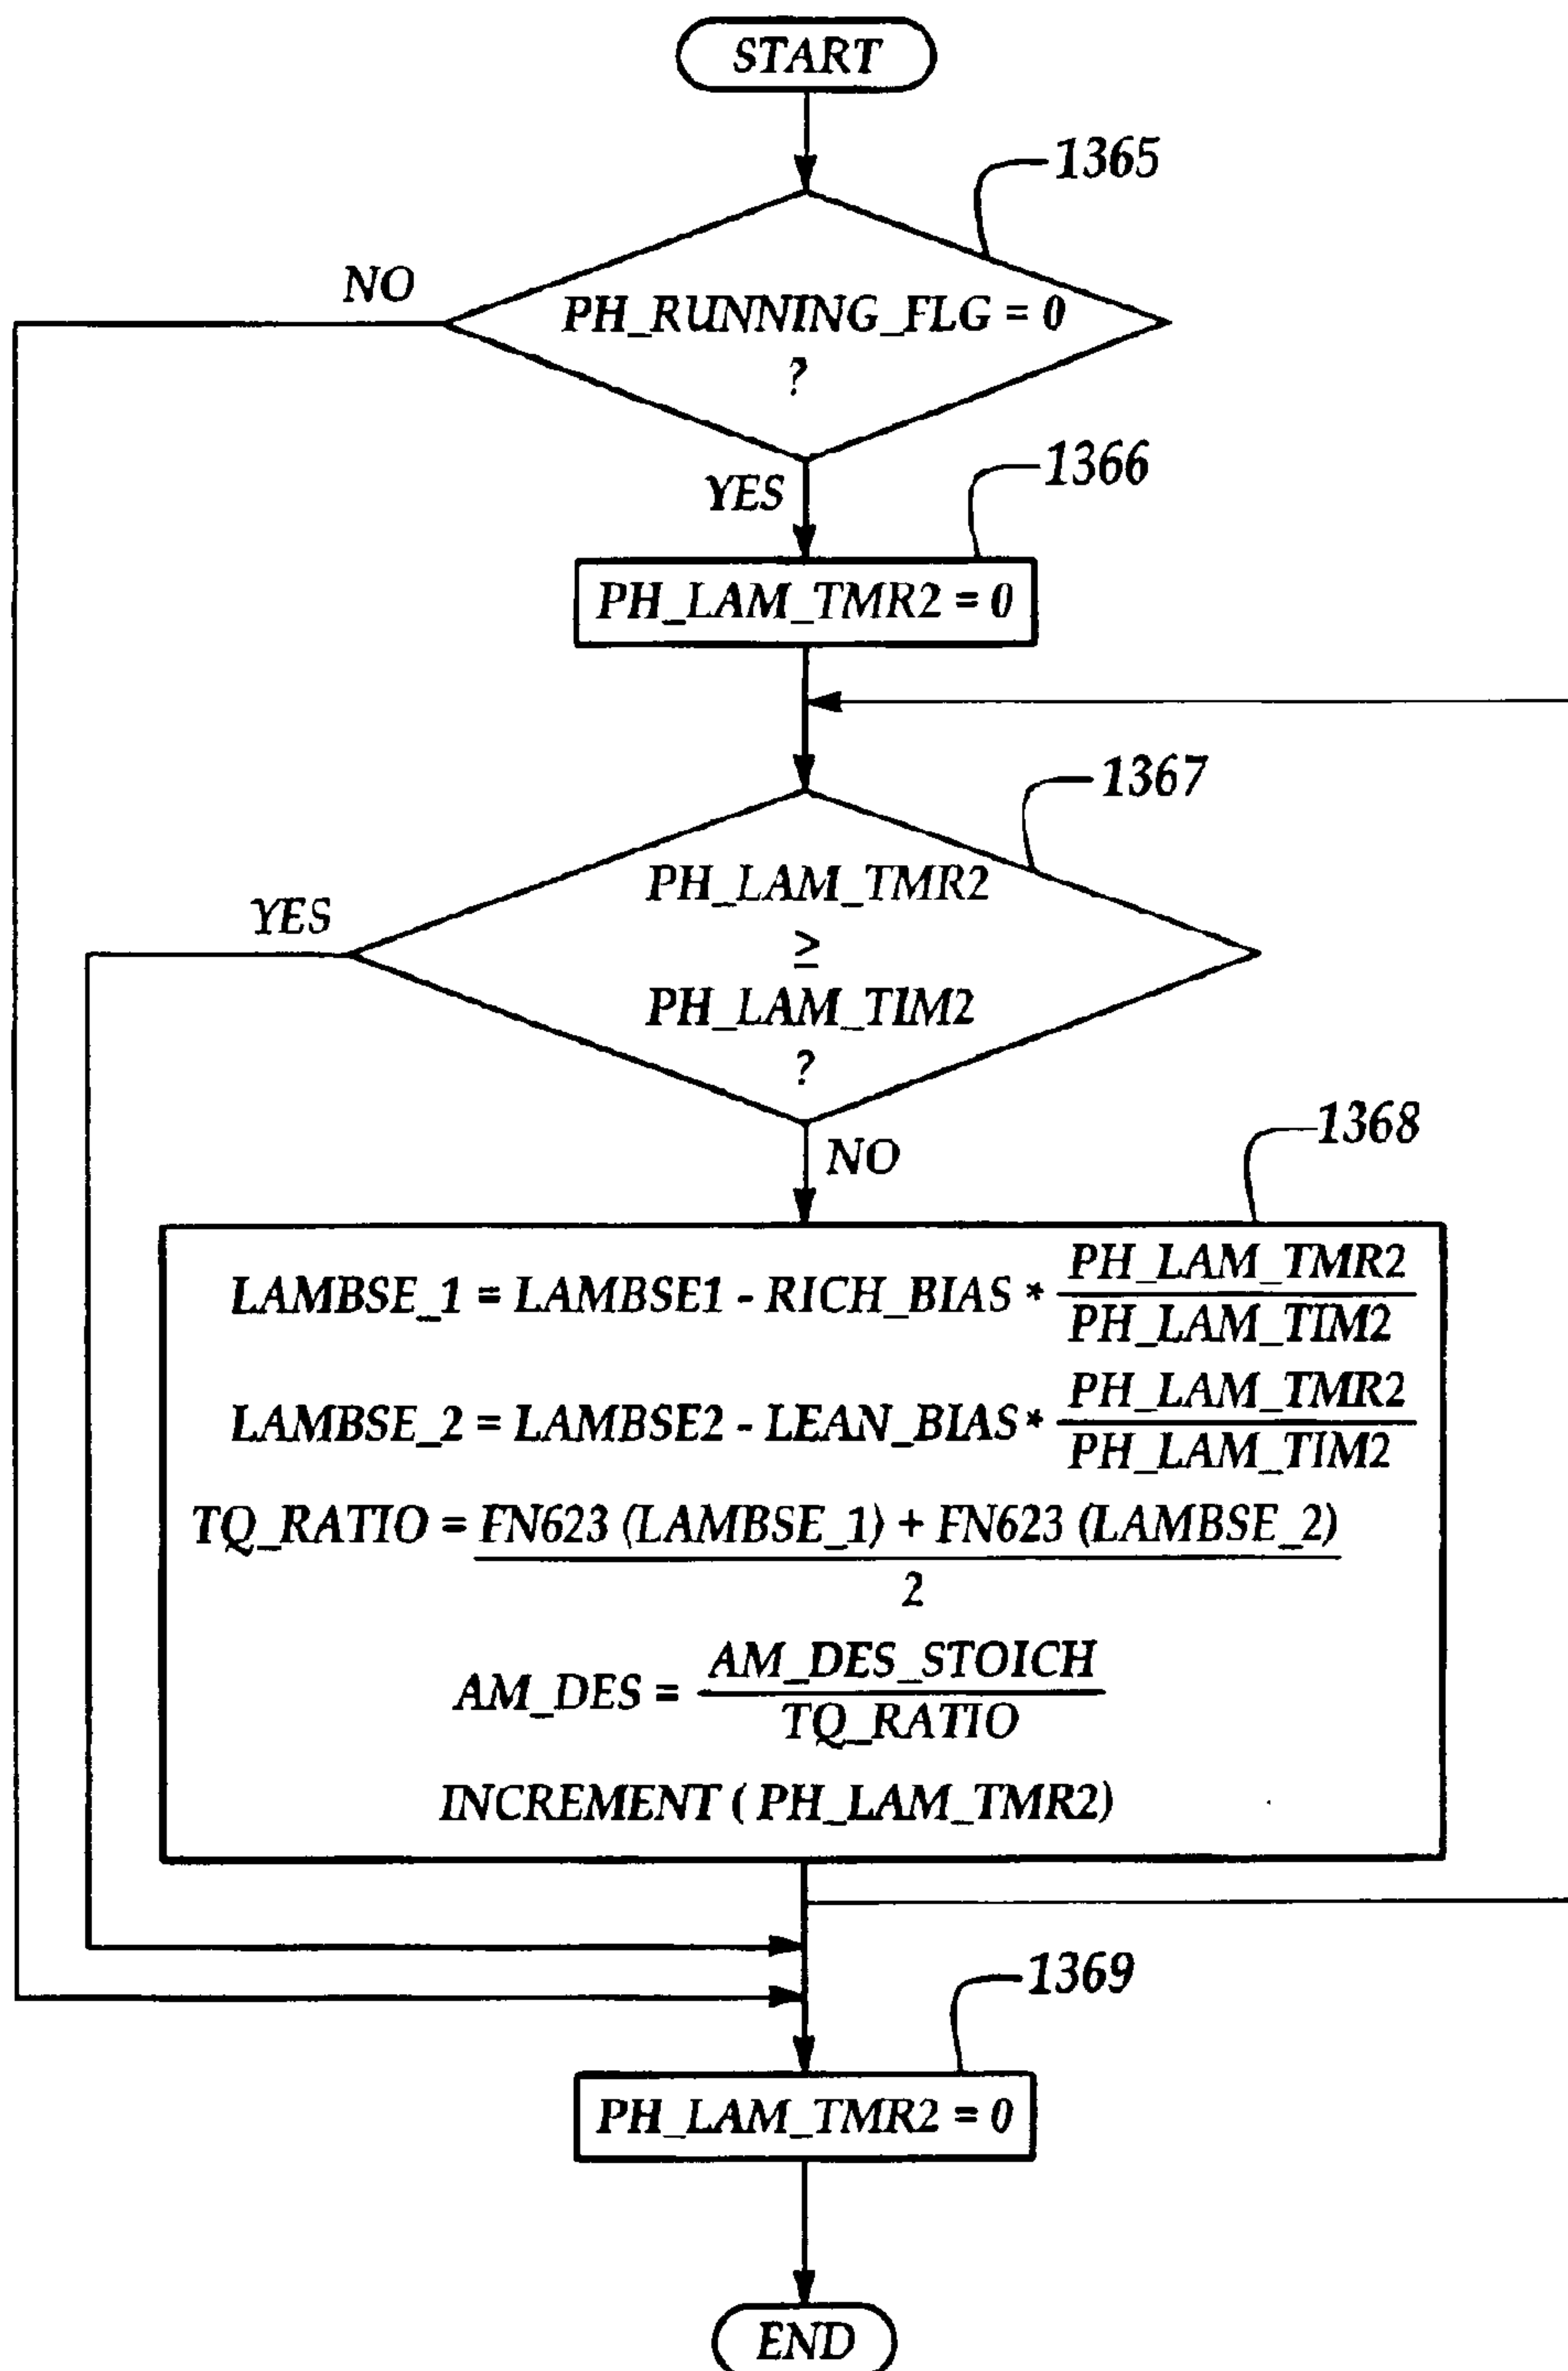 START
1365
NO
PH_RUNNING_FLG = 0
?
1366
YES
PH_LAM_TMR2 = 0
1367
PH_LAM_TMR2
YES
≥
PH_LAM_TIM2
?
1368
NO
LAMBSE_1 = LAMBSE1 - RICH_BIAS * PH_LAM_TMR2
PH_LAM_TIM2
LAMBSE_2 = LAMBSE2 - LEAN_BIAS * PH_LAM_TMR2
PH_LAM_TIM2
TQ_RATIO = FN623 (LAMBSE_1) + FN623 (LAMBSE_2)
2
AM_DES = AM_DES_STOICH
TQ_RATIO
INCREMENT ( PH_LAM_TMR2)
1369
PH_LAM_TMR2 = 0
END